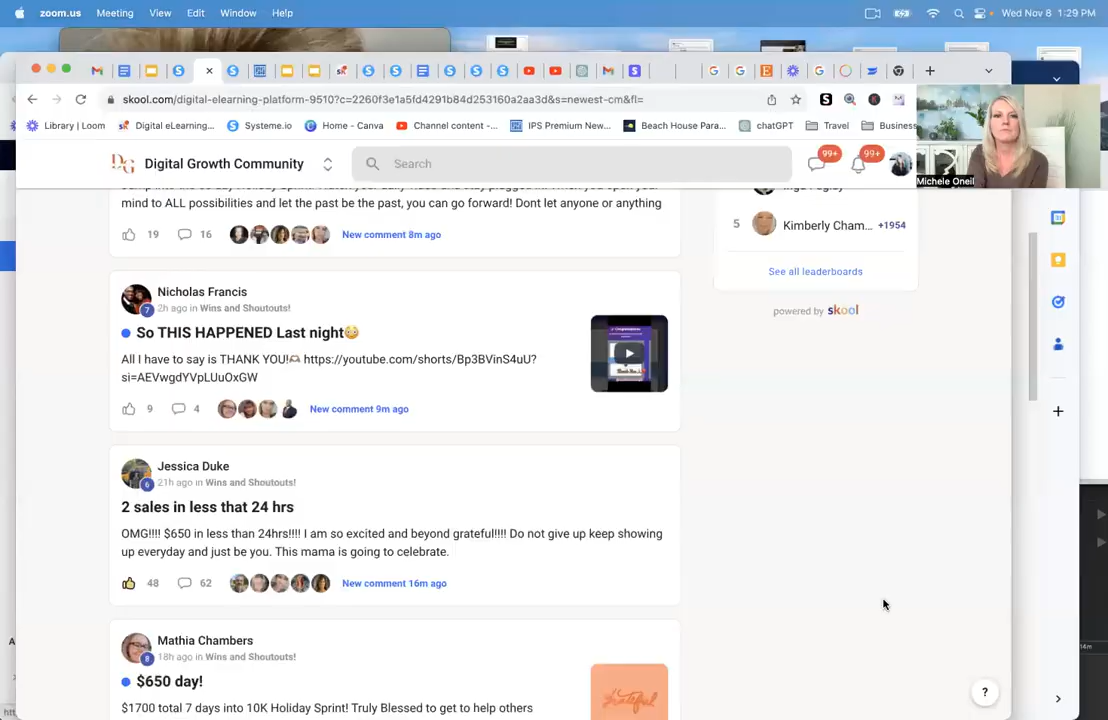 zoom.us Meeting View Edit Window Help Wed Nov 8 1:29 PM
skool.com/digital-elearning-platform-9510?c=2260f3e1a5fd4291b84d253160a2aa3d&s=newest-cm&fl=
Library | Loom Digital eLearning... Systeme.io Home - Canva Channel content -... IPS Premium New... Beach House Para... chatGPT Travel Business
Digital Growth Community Search 99+ 99+
Michele Oneil
mind to ALL possibilities and let the past be the past, you can go forward! Dont let anyone or anything
19 16 New comment 8m ago
5 Kimberly Cham... +1954
See all leaderboards
powered by skool
Nicholas Francis
7 2h ago in Wins and Shoutouts!
So THIS HAPPENED Last night😳
All I have to say is THANK YOU!🫶🏽 https://youtube.com/shorts/Bp3BVinS4uU?
si=AEVwgdYVpLUuOxGW
9 4 New comment 9m ago
Jessica Duke
6 21h ago in Wins and Shoutouts!
2 sales in less that 24 hrs
OMG!!!! $650 in less than 24hrs!!!! I am so excited and beyond grateful!!!! Do not give up keep showing
up everyday and just be you. This mama is going to celebrate.
48 62 New comment 16m ago
Mathia Chambers
8 18h ago in Wins and Shoutouts!
$650 day!
$1700 total 7 days into 10K Holiday Sprint! Truly Blessed to get to help others
grateful
?